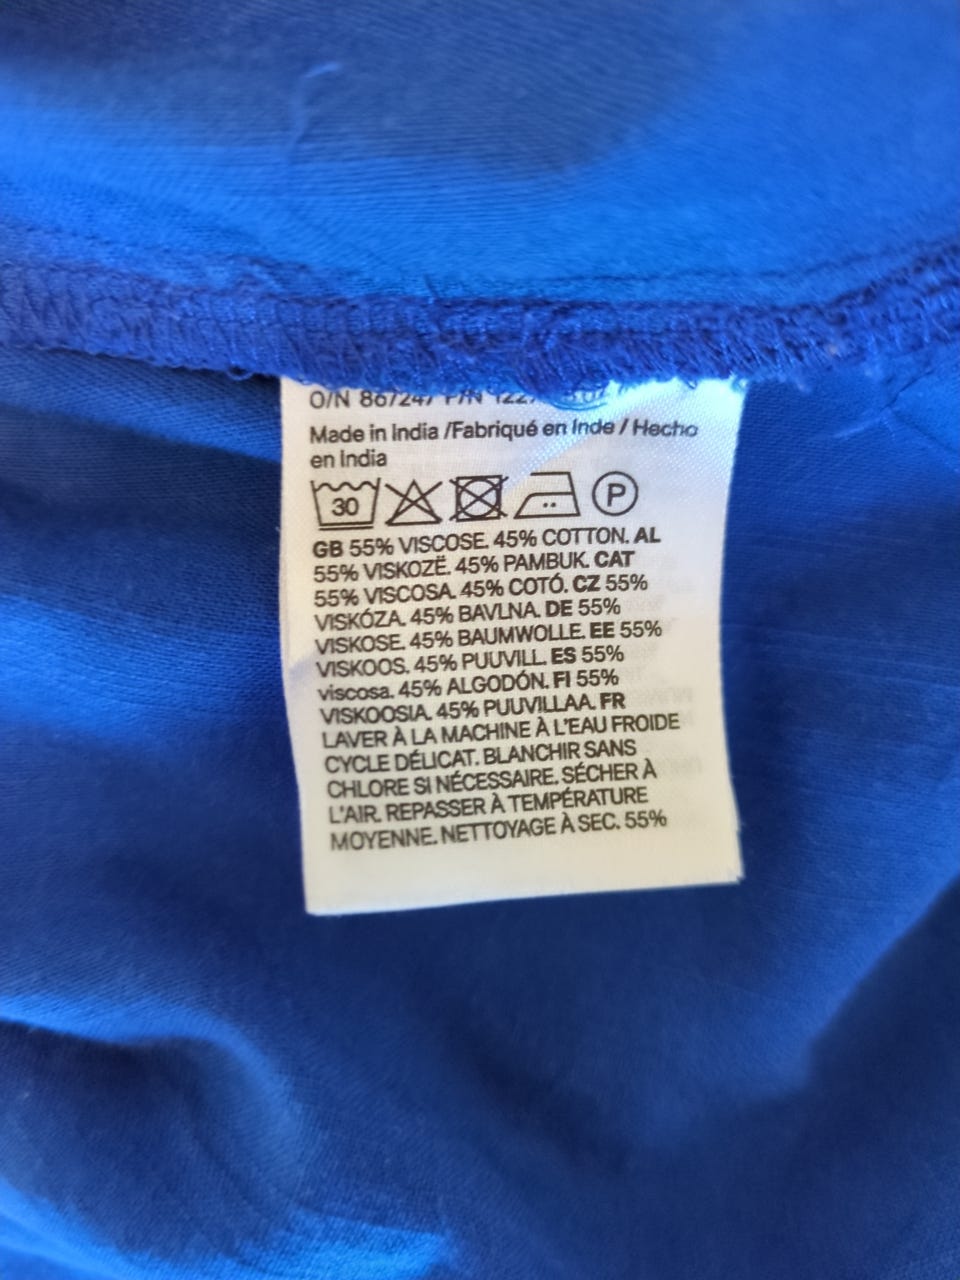 O/N 867247 P/N
Made in India /Fabriqué en Inde / Hecho
en India
30 P
GB 55% VISCOSE. 45% COTTON. AL
55% VISKOZË. 45% PAMBUK. CAT
55% VISCOSA. 45% COTÓ. CZ 55%
VISKÓZA. 45% BAVLNA. DE 55%
VISKOSE. 45% BAUMWOLLE. EE 55%
VISKOOS. 45% PUUVILL. ES 55%
viscosa. 45% ALGODÓN. FI 55%
VISKOOSIA. 45% PUUVILLAA. FR
LAVER À LA MACHINE À L'EAU FROIDE
CYCLE DÉLICAT. BLANCHIR SANS
CHLORE SI NÉCESSAIRE. SÉCHER À
L'AIR. REPASSER À TEMPÉRATURE
MOYENNE. NETTOYAGE À SEC. 55%